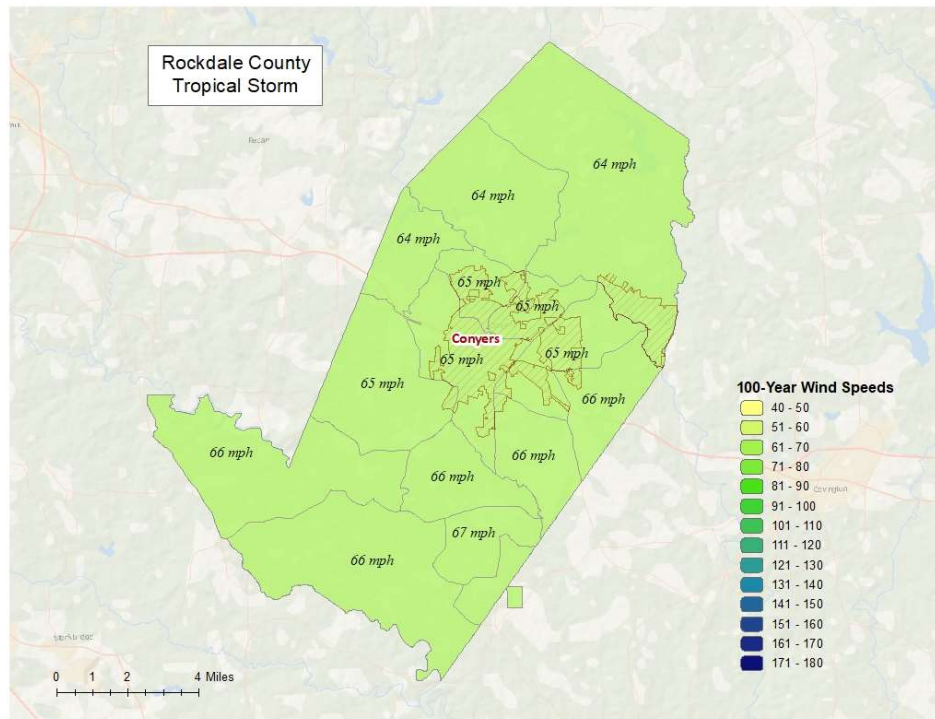 Rockdale County
Tropical Storm
64 mph
64 mph
64 mph
65 mph
65 mph
Conyers
65 mph
65 mph
65 mph
66 mph
66 mph
66 mph
66 mph
67 mph
66 mph
Covington
100-Year Wind Speeds
40 - 50
51 - 60
61 - 70
71 - 80
81 - 90
91 - 100
101 - 110
111 - 120
121 - 130
131 - 140
141 - 150
151 - 160
161 - 170
171 - 180
0 1 2 4 Miles